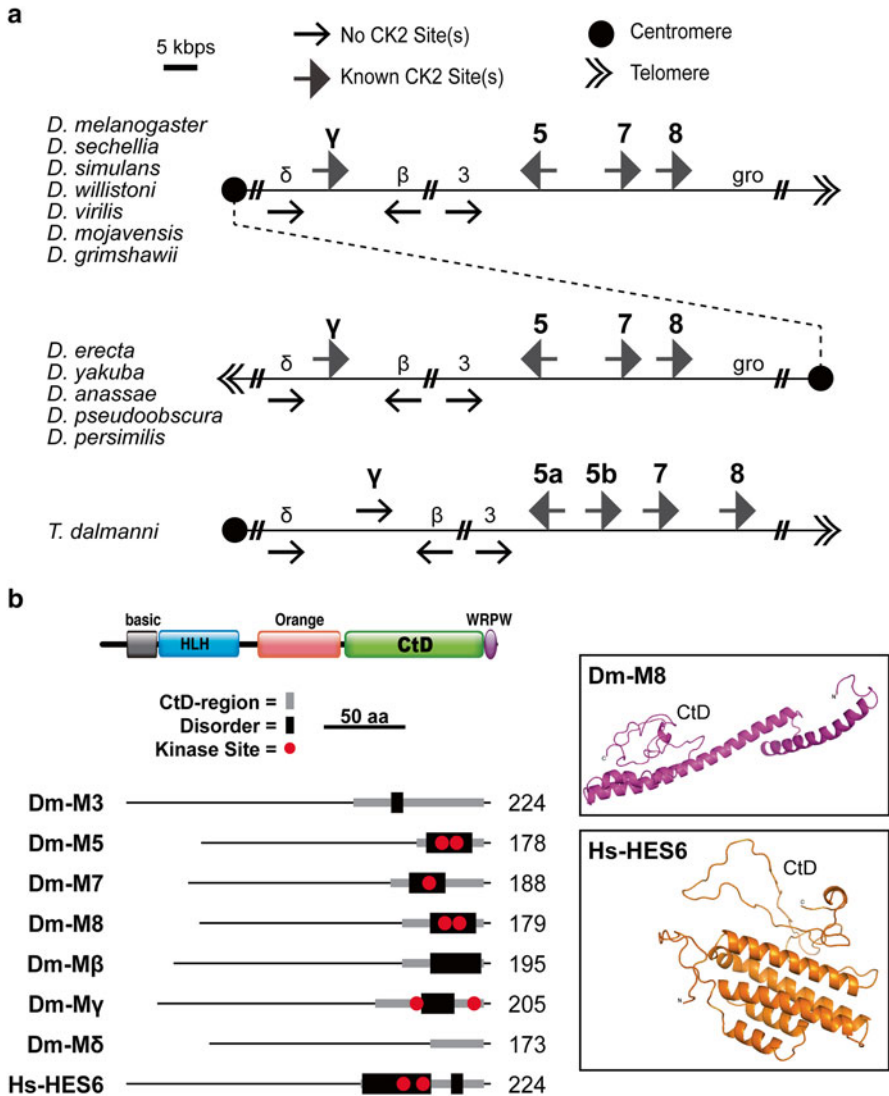 a
5 kbps
No CK2 Site(s)
Known CK2 Site(s)
Centromere
Telomere
D. melanogaster
D. sechellia
D. simulans
D. willistoni
D. virilis
D. mojavensis
D. grimshawii
δ γ β 3 5 7 8 gro
D. erecta
D. yakuba
D. anassae
D. pseudoobscura
D. persimilis
δ γ β 3 5 7 8 gro
T. dalmanni
δ γ β 3 5a 5b 7 8
b
basic HLH Orange CtD WRPW
CtD-region =
Disorder =
Kinase Site =
50 aa
Dm-M3 224
Dm-M5 178
Dm-M7 188
Dm-M8 179
Dm-Mβ 195
Dm-Mγ 205
Dm-Mδ 173
Hs-HES6 224
Dm-M8
CtD
N
C
Hs-HES6
CtD
C
N